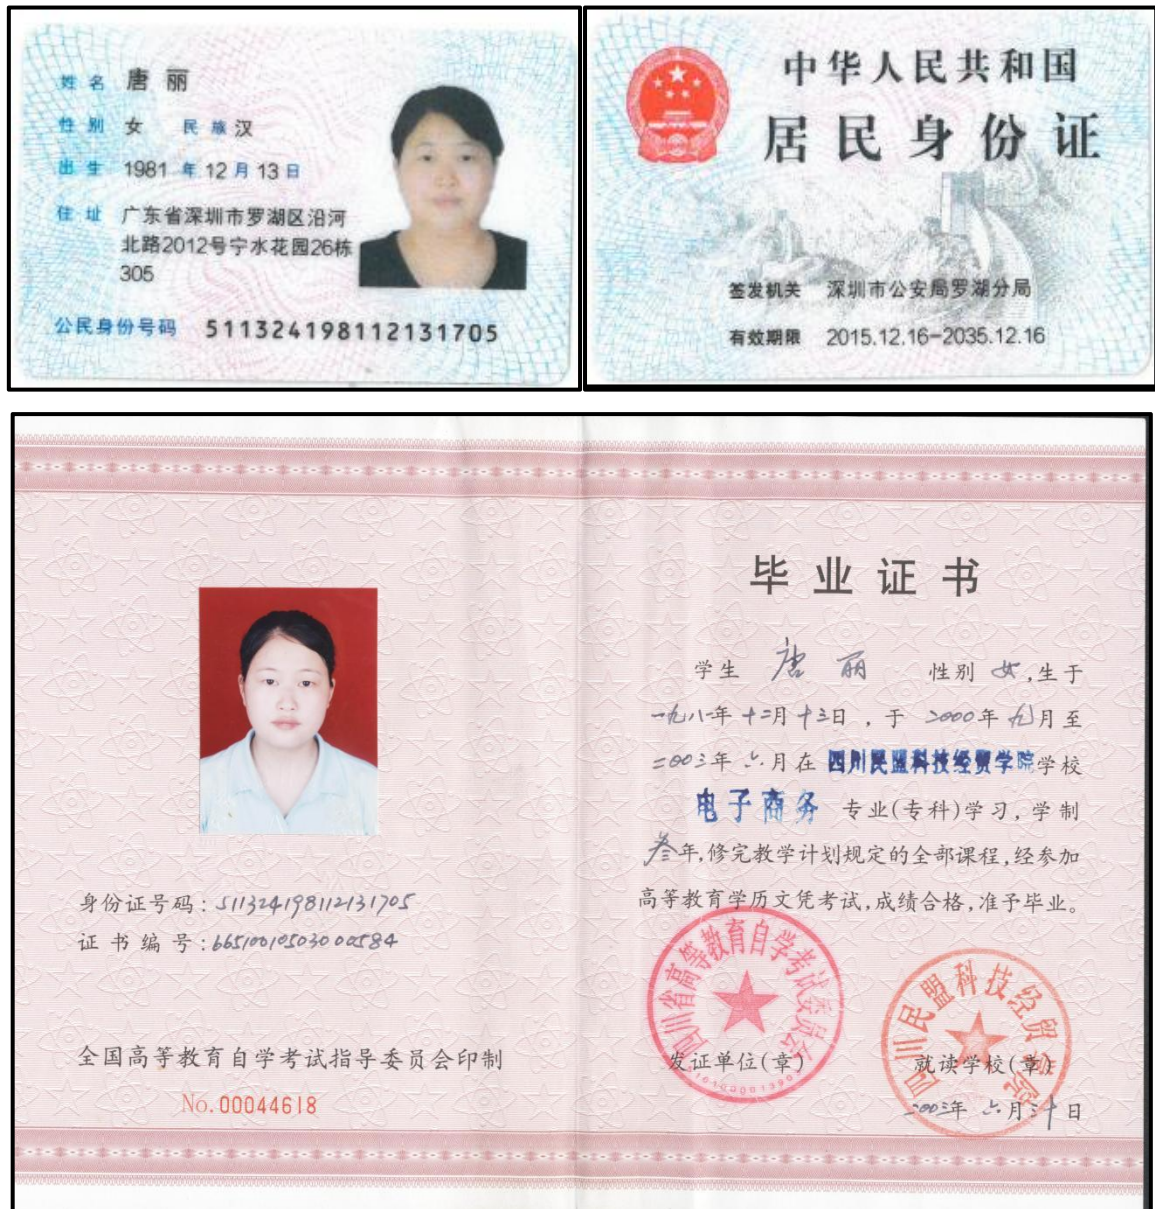 姓名 唐丽
性别 女 民族 汉
出生 1981 年 12 月 13 日
住址 广东省深圳市罗湖区沿河
北路2012号宁水花园26栋
305
公民身份号码 511324198112131705
中华人民共和国
居民身份证
签发机关 深圳市公安局罗湖分局
有效期限 2015.12.16-2035.12.16
身份证号码:511324198112131705
证书编号:66510010503000584
全国高等教育自学考试指导委员会印制
No.00044618
毕业证书
学生 唐丽 性别 女,生于
一九八一年十二月十三日,于2000年九月至
二00三年六月在四川民盟科技经贸学院学校
电子商务 专业(专科)学习,学制
叁年,修完教学计划规定的全部课程,经参加
高等教育学历文凭考试,成绩合格,准予毕业。
四川省高等教育自学考试委员会
四川民盟科技经贸学院
发证单位(章) 就读学校(章)
二00三年六月三十日